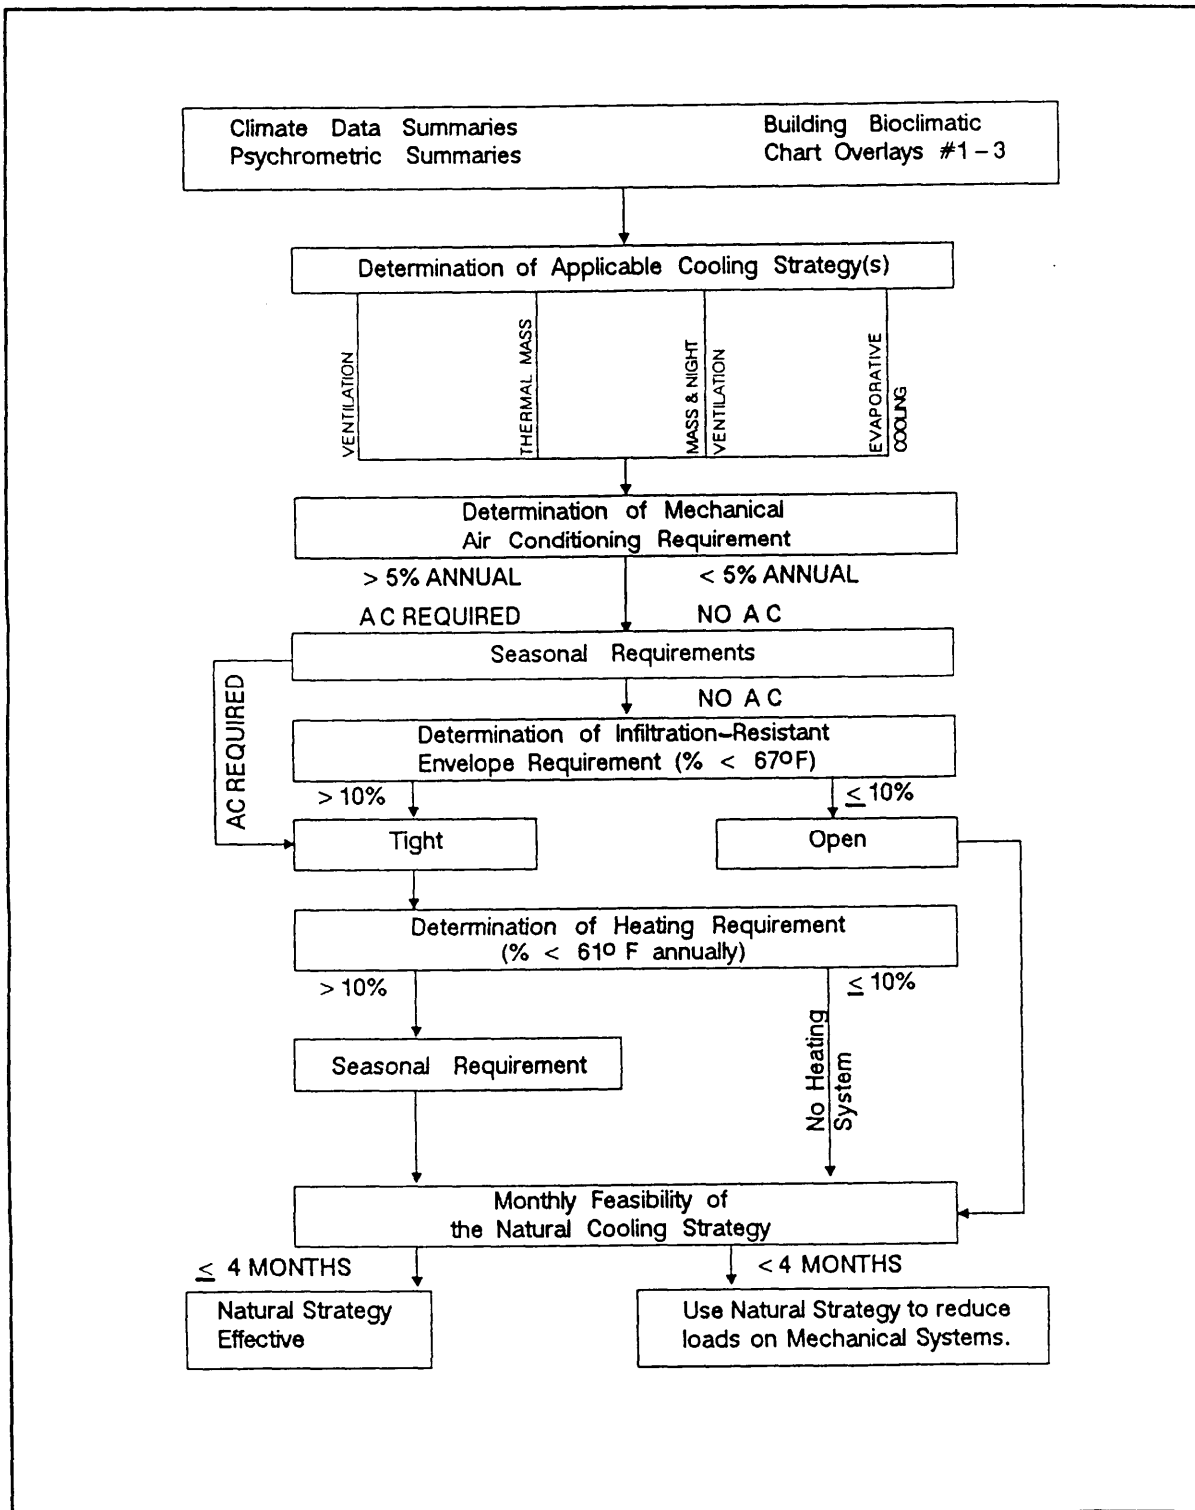 Climate Data Summaries
Psychrometric Summaries
Building Bioclimatic
Chart Overlays #1-3
Determination of Applicable Cooling Strategy(s)
VENTILATION
THERMAL MASS
MASS & NIGHT
VENTILATION
EVAPORATIVE
COOLING
Determination of Mechanical
Air Conditioning Requirement
> 5% ANNUAL
< 5% ANNUAL
A C REQUIRED
NO A C
Seasonal Requirements
AC REQUIRED
NO A C
Determination of Infiltration-Resistant
Envelope Requirement (% < 67ºF)
> 10%
≤ 10%
Tight
Open
Determination of Heating Requirement
(% < 61º F annually)
> 10%
≤ 10%
No Heating
System
Seasonal Requirement
Monthly Feasibility of
the Natural Cooling Strategy
≤ 4 MONTHS
< 4 MONTHS
Natural Strategy
Effective
Use Natural Strategy to reduce
loads on Mechanical Systems.